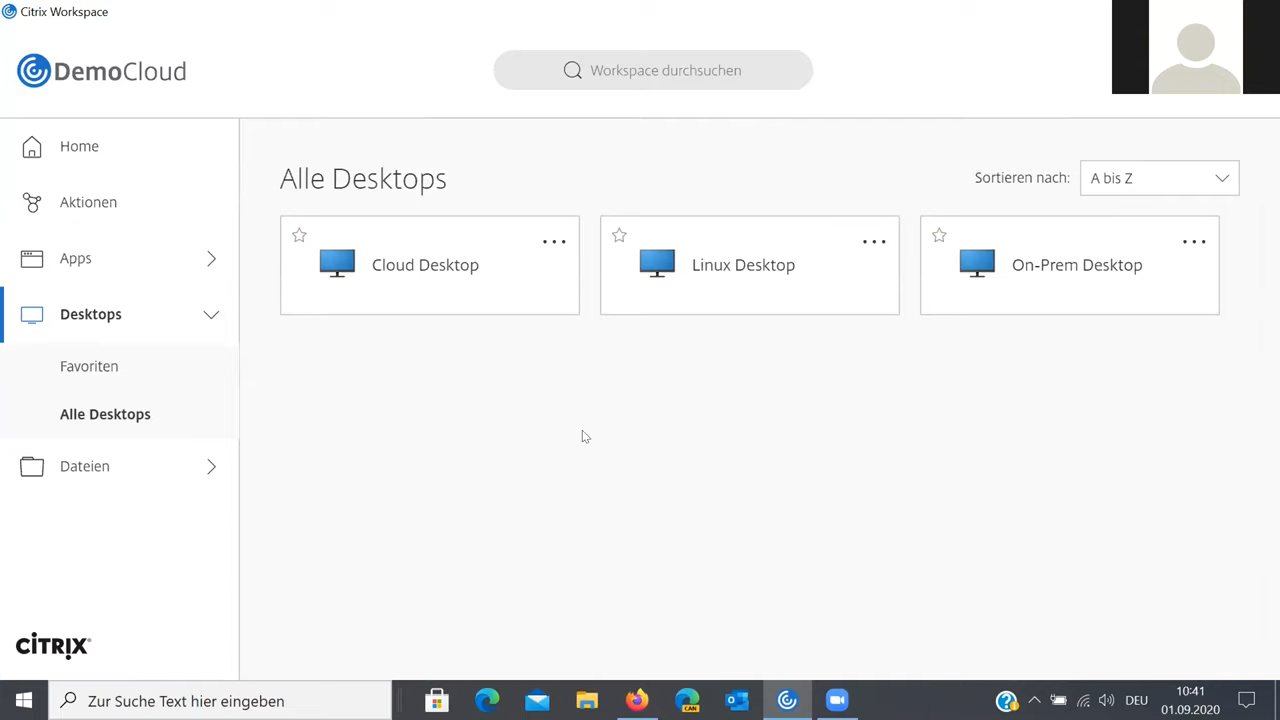 Citrix Workspace
DemoCloud
Workspace durchsuchen
Home
Aktionen
Apps
Desktops
Favoriten
Alle Desktops
Dateien
CITRIX
Alle Desktops
Sortieren nach:
A bis Z
Cloud Desktop
Linux Desktop
On-Prem Desktop
Zur Suche Text hier eingeben
CAN
DEU
10:41
01.09.2020